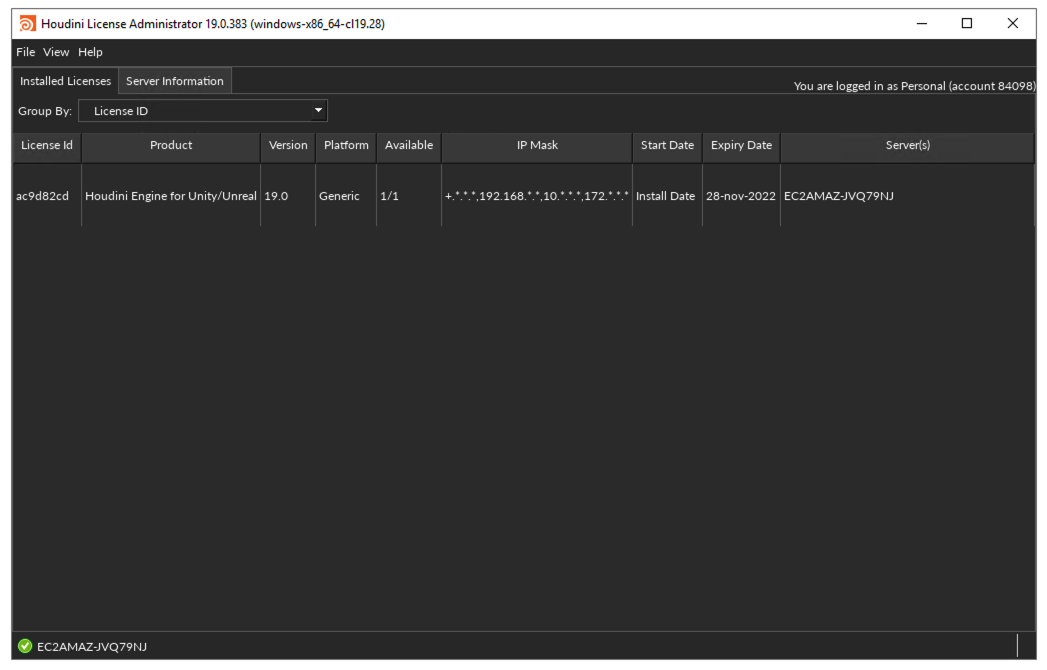 Houdini License Administrator 19.0.383 (windows-x86_64-cl19.28)
File View Help
Installed Licenses Server Information
You are logged in as Personal (account 84098)
Group By: License ID
License Id Product Version Platform Available IP Mask Start Date Expiry Date Server(s)
ac9d82cd Houdini Engine for Unity/Unreal 19.0 Generic 1/1 +.*.*.*,192.168.*.*,10.*.*.*,172.*.*.* Install Date 28-nov-2022 EC2AMAZ-JVQ79NJ
EC2AMAZ-JVQ79NJ